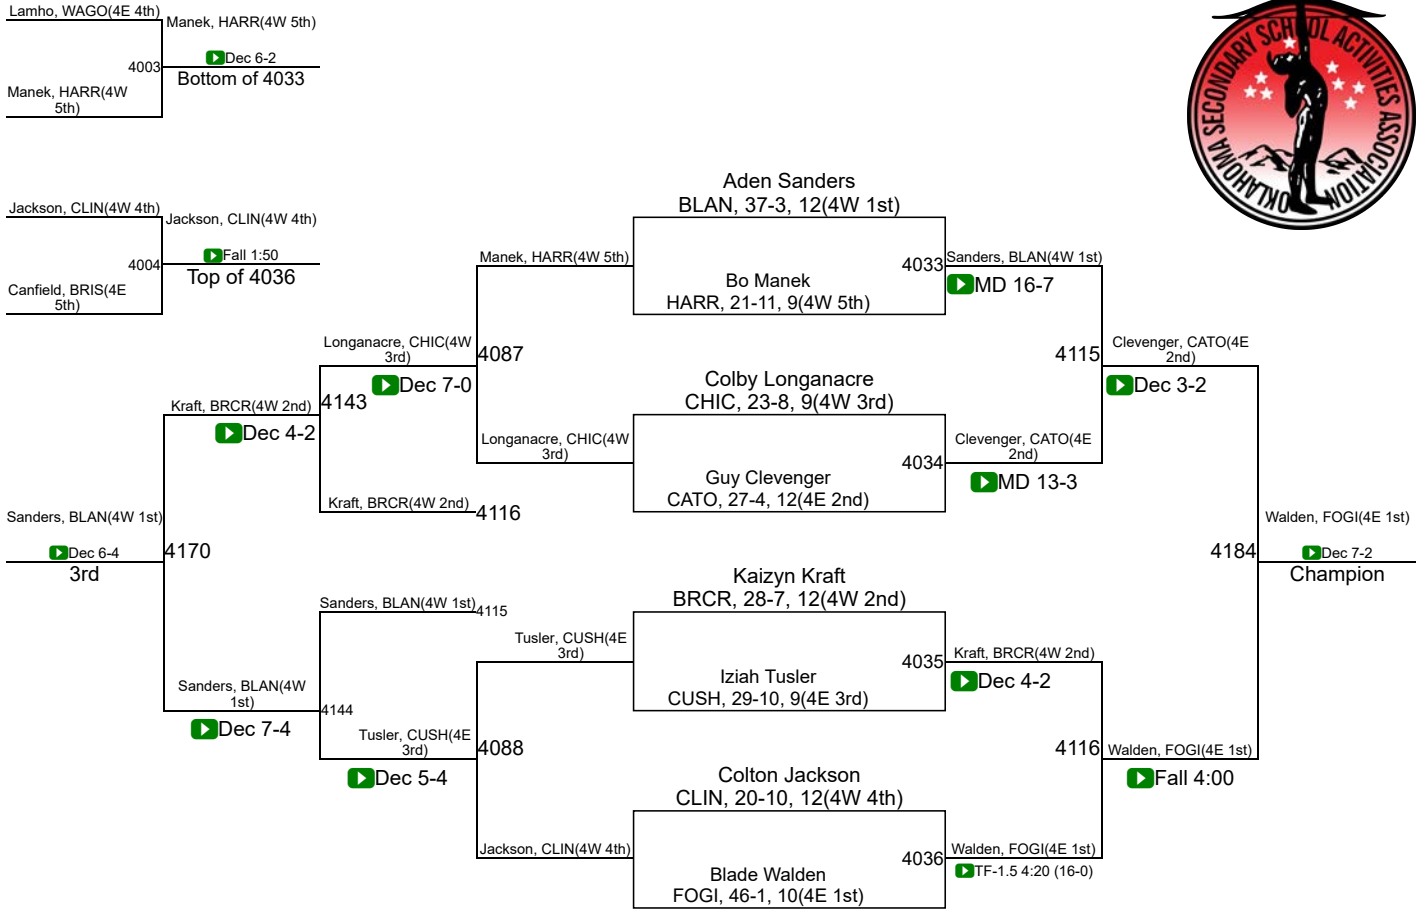 Lamho, WAGO(4E 4th)
Manek, HARR(4W 5th)
4003
Dec 6-2
Bottom of 4033
Manek, HARR(4W
5th)
OKLAHOMA SECONDARY SCHOOL ACTIVITIES ASSOCIATION
Jackson, CLIN(4W 4th)
Jackson, CLIN(4W 4th)
4004
Fall 1:50
Top of 4036
Canfield, BRIS(4E
5th)
Aden Sanders
BLAN, 37-3, 12(4W 1st)
Manek, HARR(4W 5th)
4033
Sanders, BLAN(4W 1st)
MD 16-7
Bo Manek
HARR, 21-11, 9(4W 5th)
Longanacre, CHIC(4W
3rd)
4087
Dec 7-0
4115
Clevenger, CATO(4E
2nd)
Dec 3-2
Colby Longanacre
CHIC, 23-8, 9(4W 3rd)
Kraft, BRCR(4W 2nd)
4143
Dec 4-2
Longanacre, CHIC(4W
3rd)
4034
Clevenger, CATO(4E
2nd)
MD 13-3
Guy Clevenger
CATO, 27-4, 12(4E 2nd)
Kraft, BRCR(4W 2nd)
4116
Sanders, BLAN(4W 1st)
Dec 6-4
3rd
4170
4184
Walden, FOGI(4E 1st)
Dec 7-2
Champion
Kaizyn Kraft
BRCR, 28-7, 12(4W 2nd)
Sanders, BLAN(4W 1st)
4115
Tusler, CUSH(4E
3rd)
4035
Kraft, BRCR(4W 2nd)
Dec 4-2
Iziah Tusler
CUSH, 29-10, 9(4E 3rd)
Sanders, BLAN(4W
1st)
4144
Dec 7-4
Tusler, CUSH(4E
3rd)
4088
Dec 5-4
4116
Walden, FOGI(4E 1st)
Fall 4:00
Colton Jackson
CLIN, 20-10, 12(4W 4th)
Jackson, CLIN(4W 4th)
4036
Walden, FOGI(4E 1st)
TF-1.5 4:20 (16-0)
Blade Walden
FOGI, 46-1, 10(4E 1st)